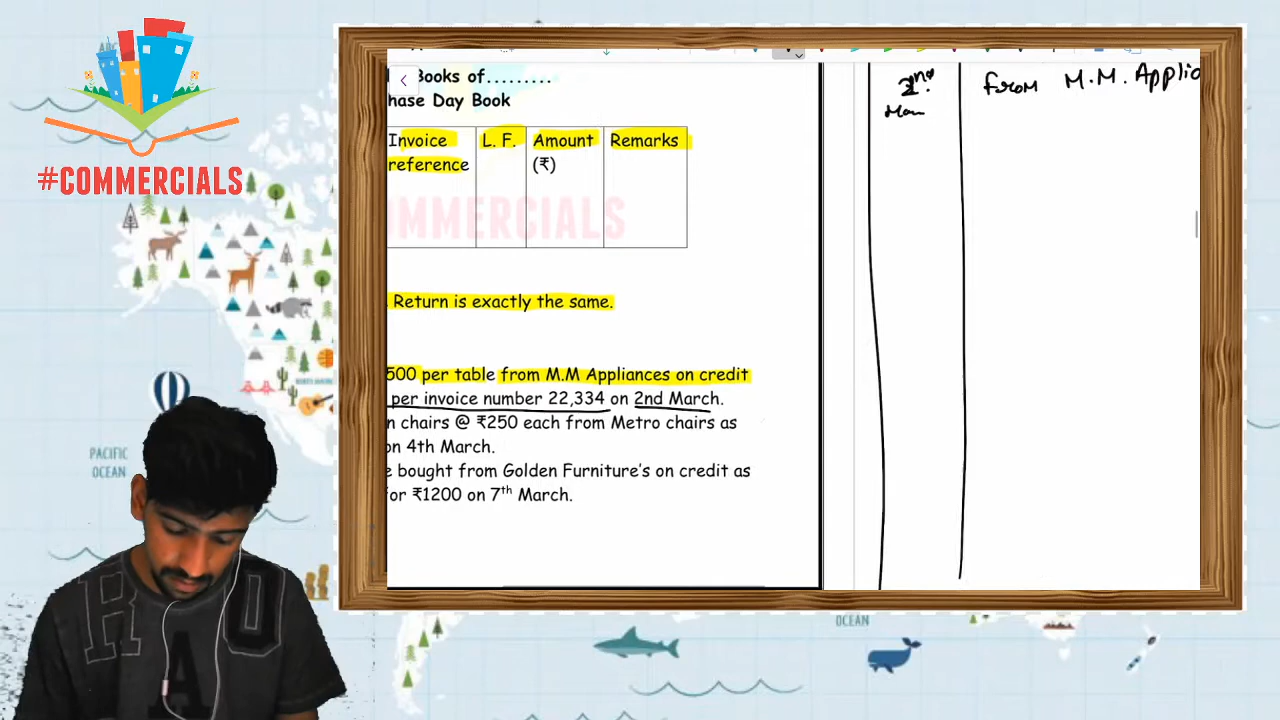 #COMMERCIALS
Books of.........
hase Day Book
Invoice reference
L. F.
Amount (₹)
Remarks
COMMERCIALS
Return is exactly the same.
500 per table from M.M Appliances on credit
per invoice number 22,334 on 2nd March.
n chairs @ ₹250 each from Metro chairs as
on 4th March.
e bought from Golden Furniture's on credit as
for ₹1200 on 7th March.
2nd
Mar
from M.M. Applia
PACIFIC
OCEAN
OCEAN